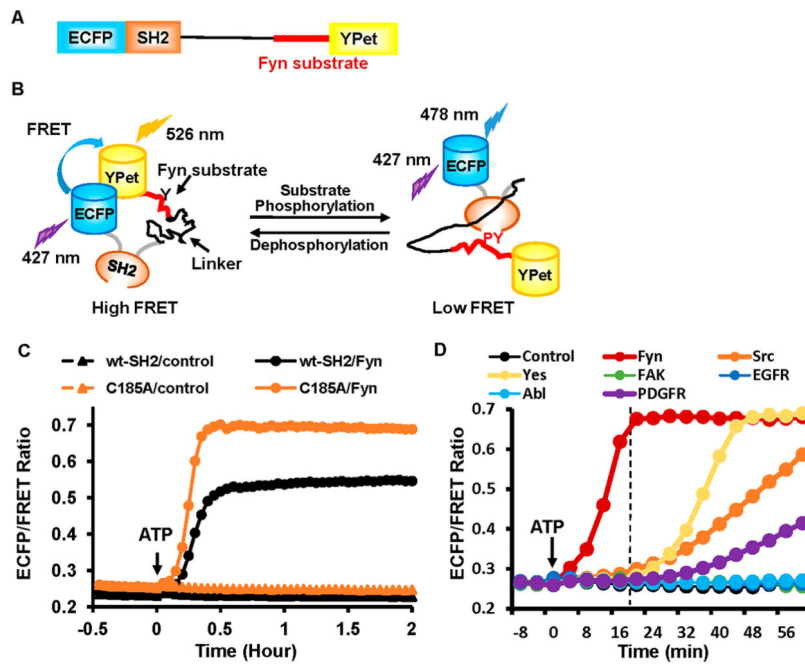 A
ECFP SH2 YPet
Fyn substrate
B
FRET
526 nm
YPet
Y
Fyn substrate
ECFP
427 nm
SH2
Linker
High FRET
Substrate
Phosphorylation
Dephosphorylation
478 nm
427 nm
ECFP
PY
YPet
Low FRET
C
wt-SH2/control wt-SH2/Fyn
C185A/control C185A/Fyn
ECFP/FRET Ratio
0.7
0.6
0.5
0.4
0.3
0.2
ATP
-0.5 0 0.5 1 1.5 2
Time (Hour)
D
Control Fyn Src
Yes FAK EGFR
Abl PDGFR
ECFP/FRET Ratio
0.7
0.6
0.5
0.4
0.3
0.2
ATP
-8 0 8 16 24 32 40 48 56
Time (min)